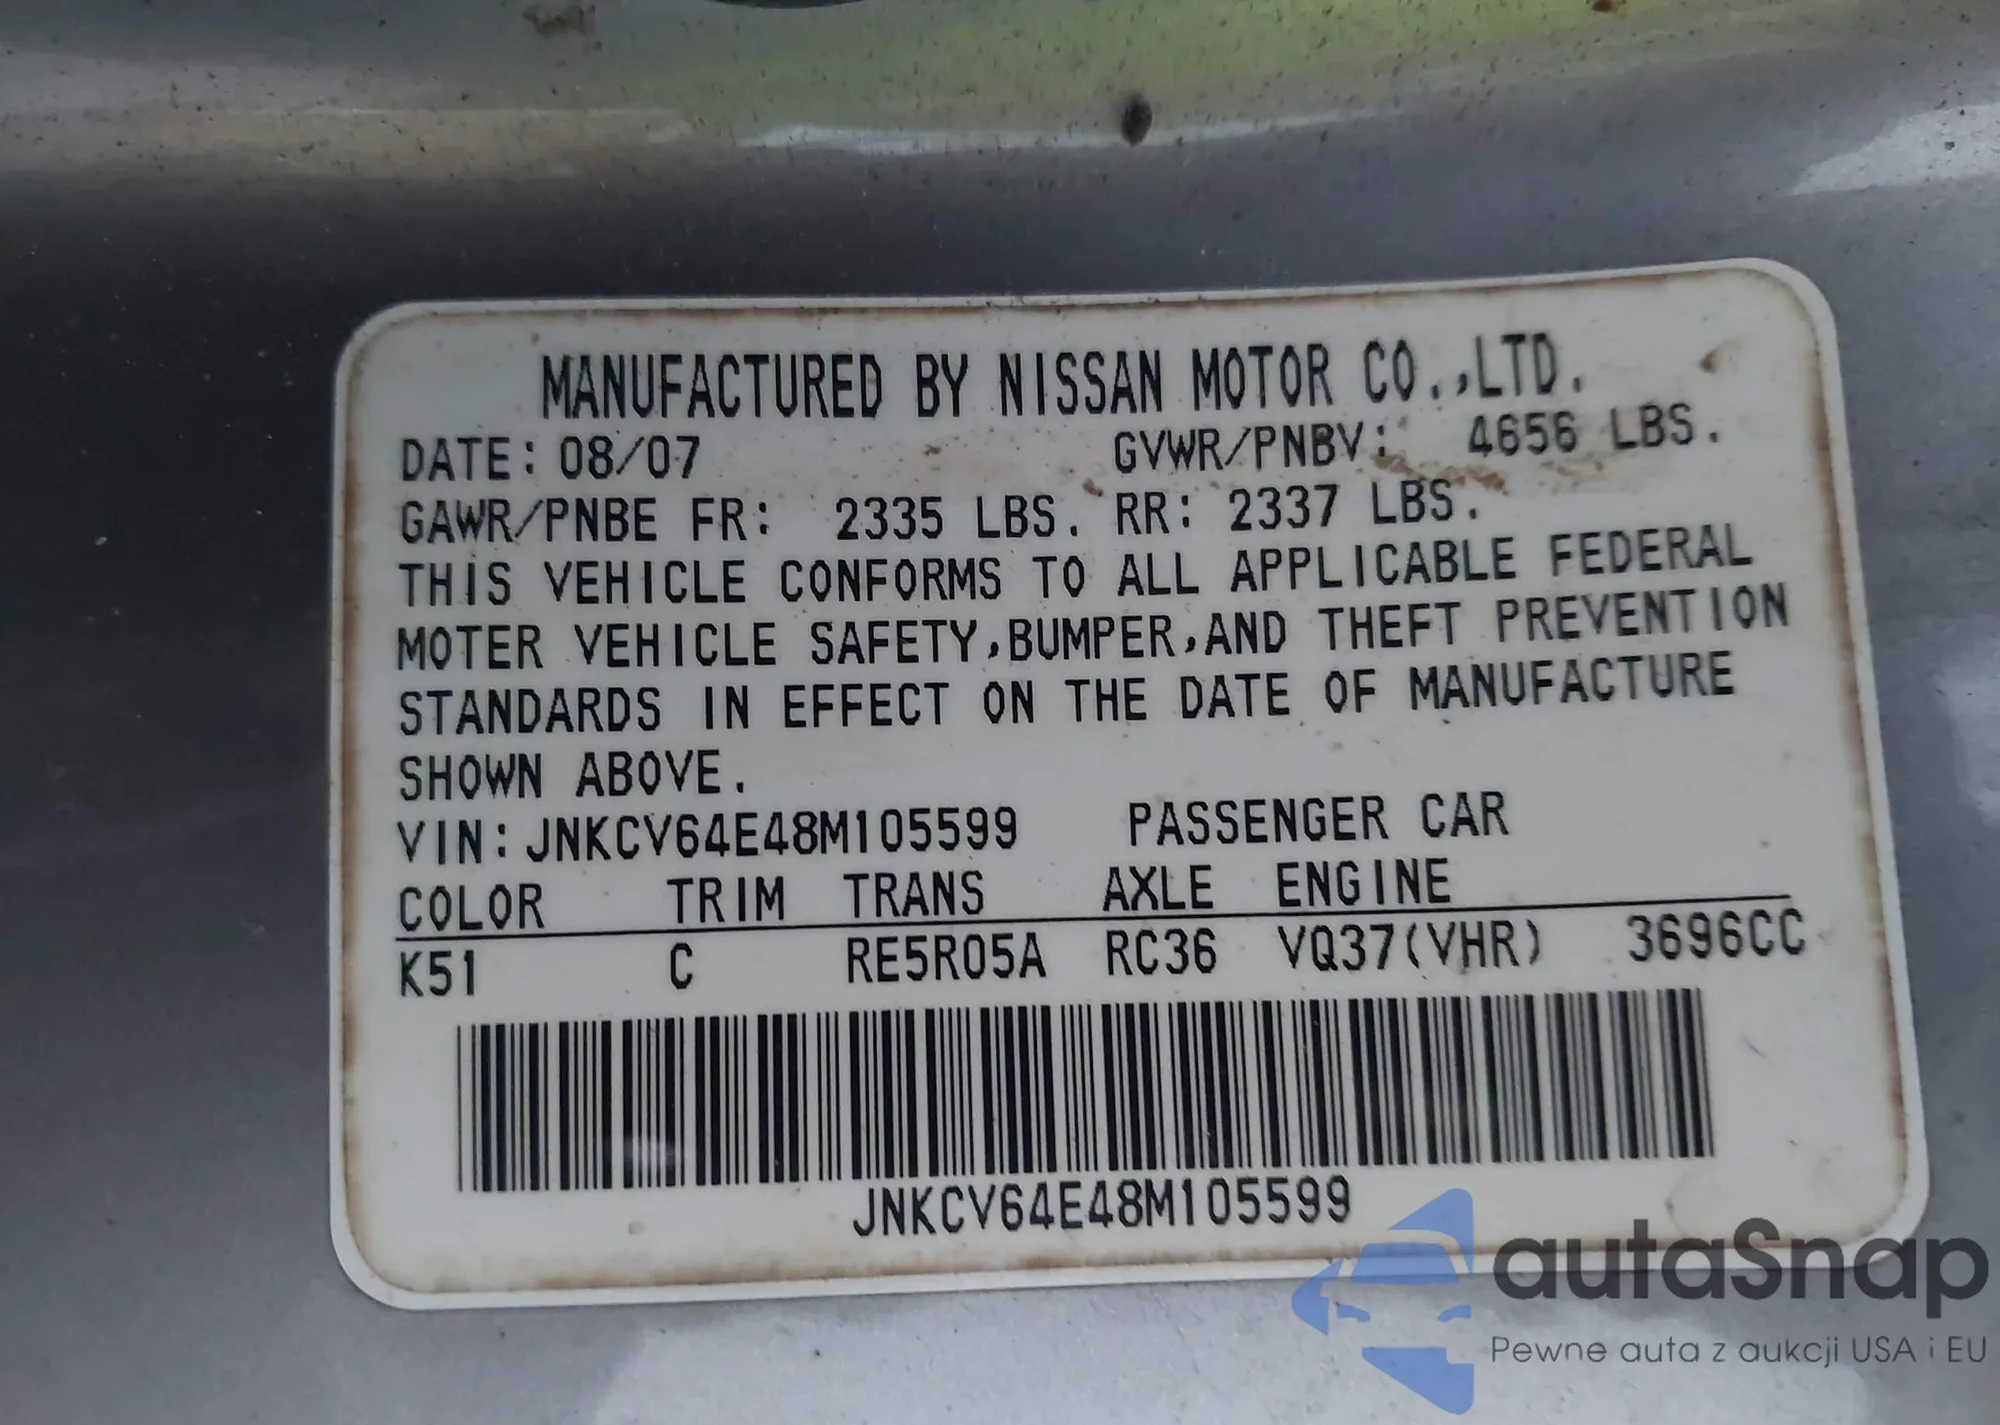 MANUFACTURED BY NISSAN MOTOR CO.,LTD.
DATE: 08/07 GVWR/PNBV: 4656 LBS.
GAWR/PNBE FR: 2335 LBS. RR: 2337 LBS.
THIS VEHICLE CONFORMS TO ALL APPLICABLE FEDERAL
MOTER VEHICLE SAFETY,BUMPER,AND THEFT PREVENTION
STANDARDS IN EFFECT ON THE DATE OF MANUFACTURE
SHOWN ABOVE.
VIN:JNKCV64E48M105599 PASSENGER CAR
COLOR TRIM TRANS AXLE ENGINE
K51 C RE5R05A RC36 VQ37(VHR) 3696CC
JNKCV64E48M105599
autaSnap
Pewne auta z aukcji USA i EU